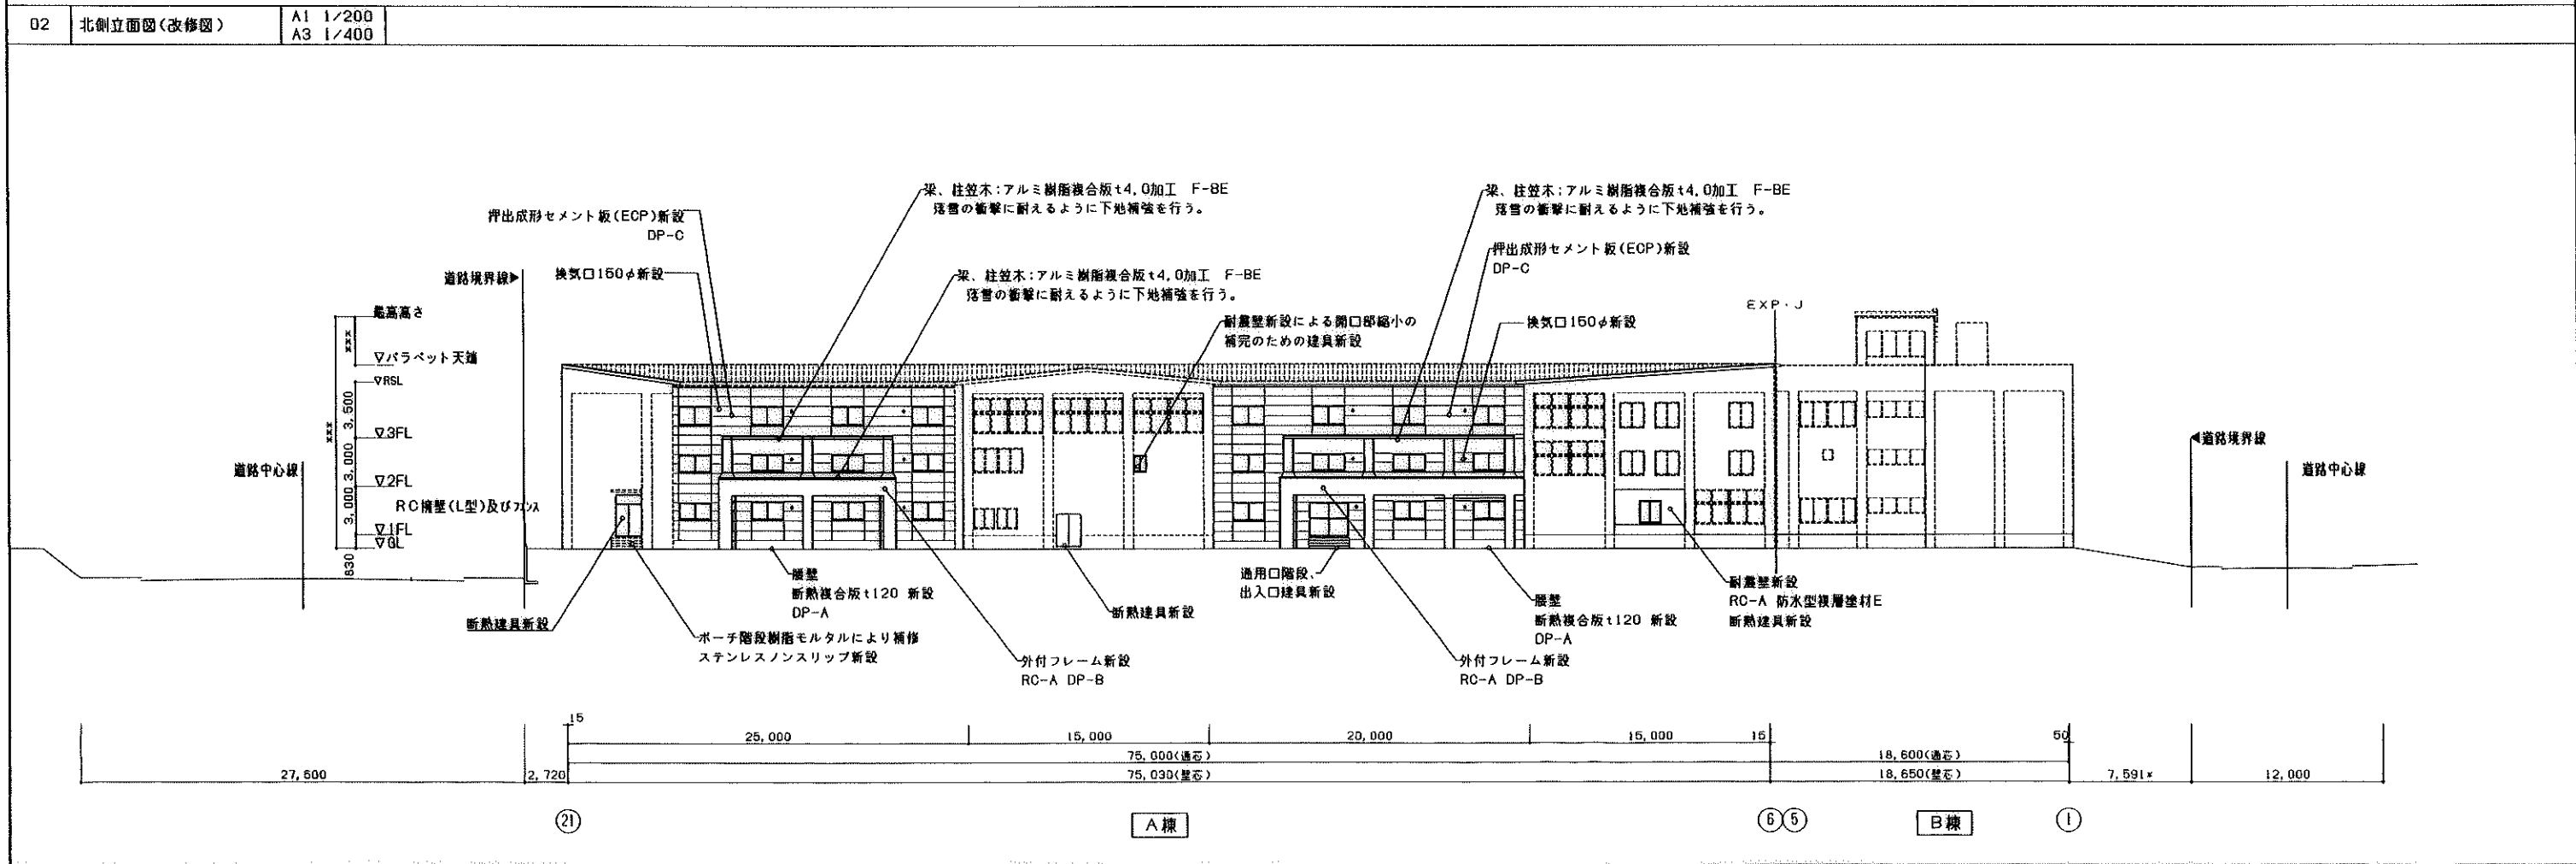 02
北側立面図(改修図)
A1 1/200
A3 1/400
梁、柱笠木:アルミ樹脂複合版t4.0加工 F-BE
落雪の衝撃に耐えるように下地補強を行う。
梁、柱笠木:アルミ樹脂複合版t4.0加工 F-BE
落雪の衝撃に耐えるように下地補強を行う。
押出成形セメント板(ECP)新設
DP-C
押出成形セメント板(ECP)新設
DP-C
道路境界線▶
換気口150φ新設
梁、柱笠木:アルミ樹脂複合版t4.0加工 F-BE
落雪の衝撃に耐えるように下地補強を行う。
EXP・J
最高高さ
耐震壁新設による開口部縮小の
補完のための建具新設
換気口150φ新設
***
▽パラペット天端
▽RSL
3,500
***
▽3FL
3,000
▽2FL
3,000
▽1FL
▽GL
830
道路中心線
RC擁壁(L型)及びフェンス
◀道路境界線
道路中心線
断熱建具新設
腰壁
断熱複合版t120 新設
DP-A
ポーチ階段樹脂モルタルにより補修
ステンレスノンスリップ新設
外付フレーム新設
RC-A DP-B
断熱建具新設
通用口階段、
出入口建具新設
外付フレーム新設
RC-A DP-B
腰壁
断熱複合版t120 新設
DP-A
耐震壁新設
RC-A 防水型複層塗材E
断熱建具新設
15
25,000
15,000
20,000
15,000
15
50
75,000(通芯)
18,600(通芯)
27,600
2,720
75,030(壁芯)
18,650(壁芯)
7,591*
12,000
21
A棟
6
5
B棟
1